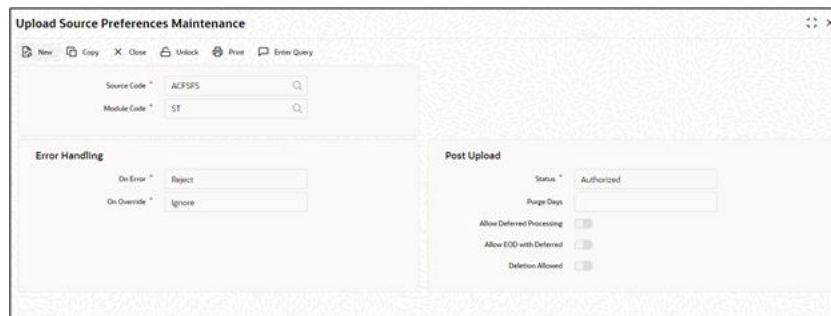 Upload Source Preferences Maintenance
New Copy Close Unlock Print Enter Query
Source Code * ACFSFS
Module Code * ST
Error Handling
On Error * Reject
On Override * Ignore
Post Upload
Status * Authorized
Purge Days
Allow Deferred Processing
Allow EOD with Deferred
Deletion Allowed